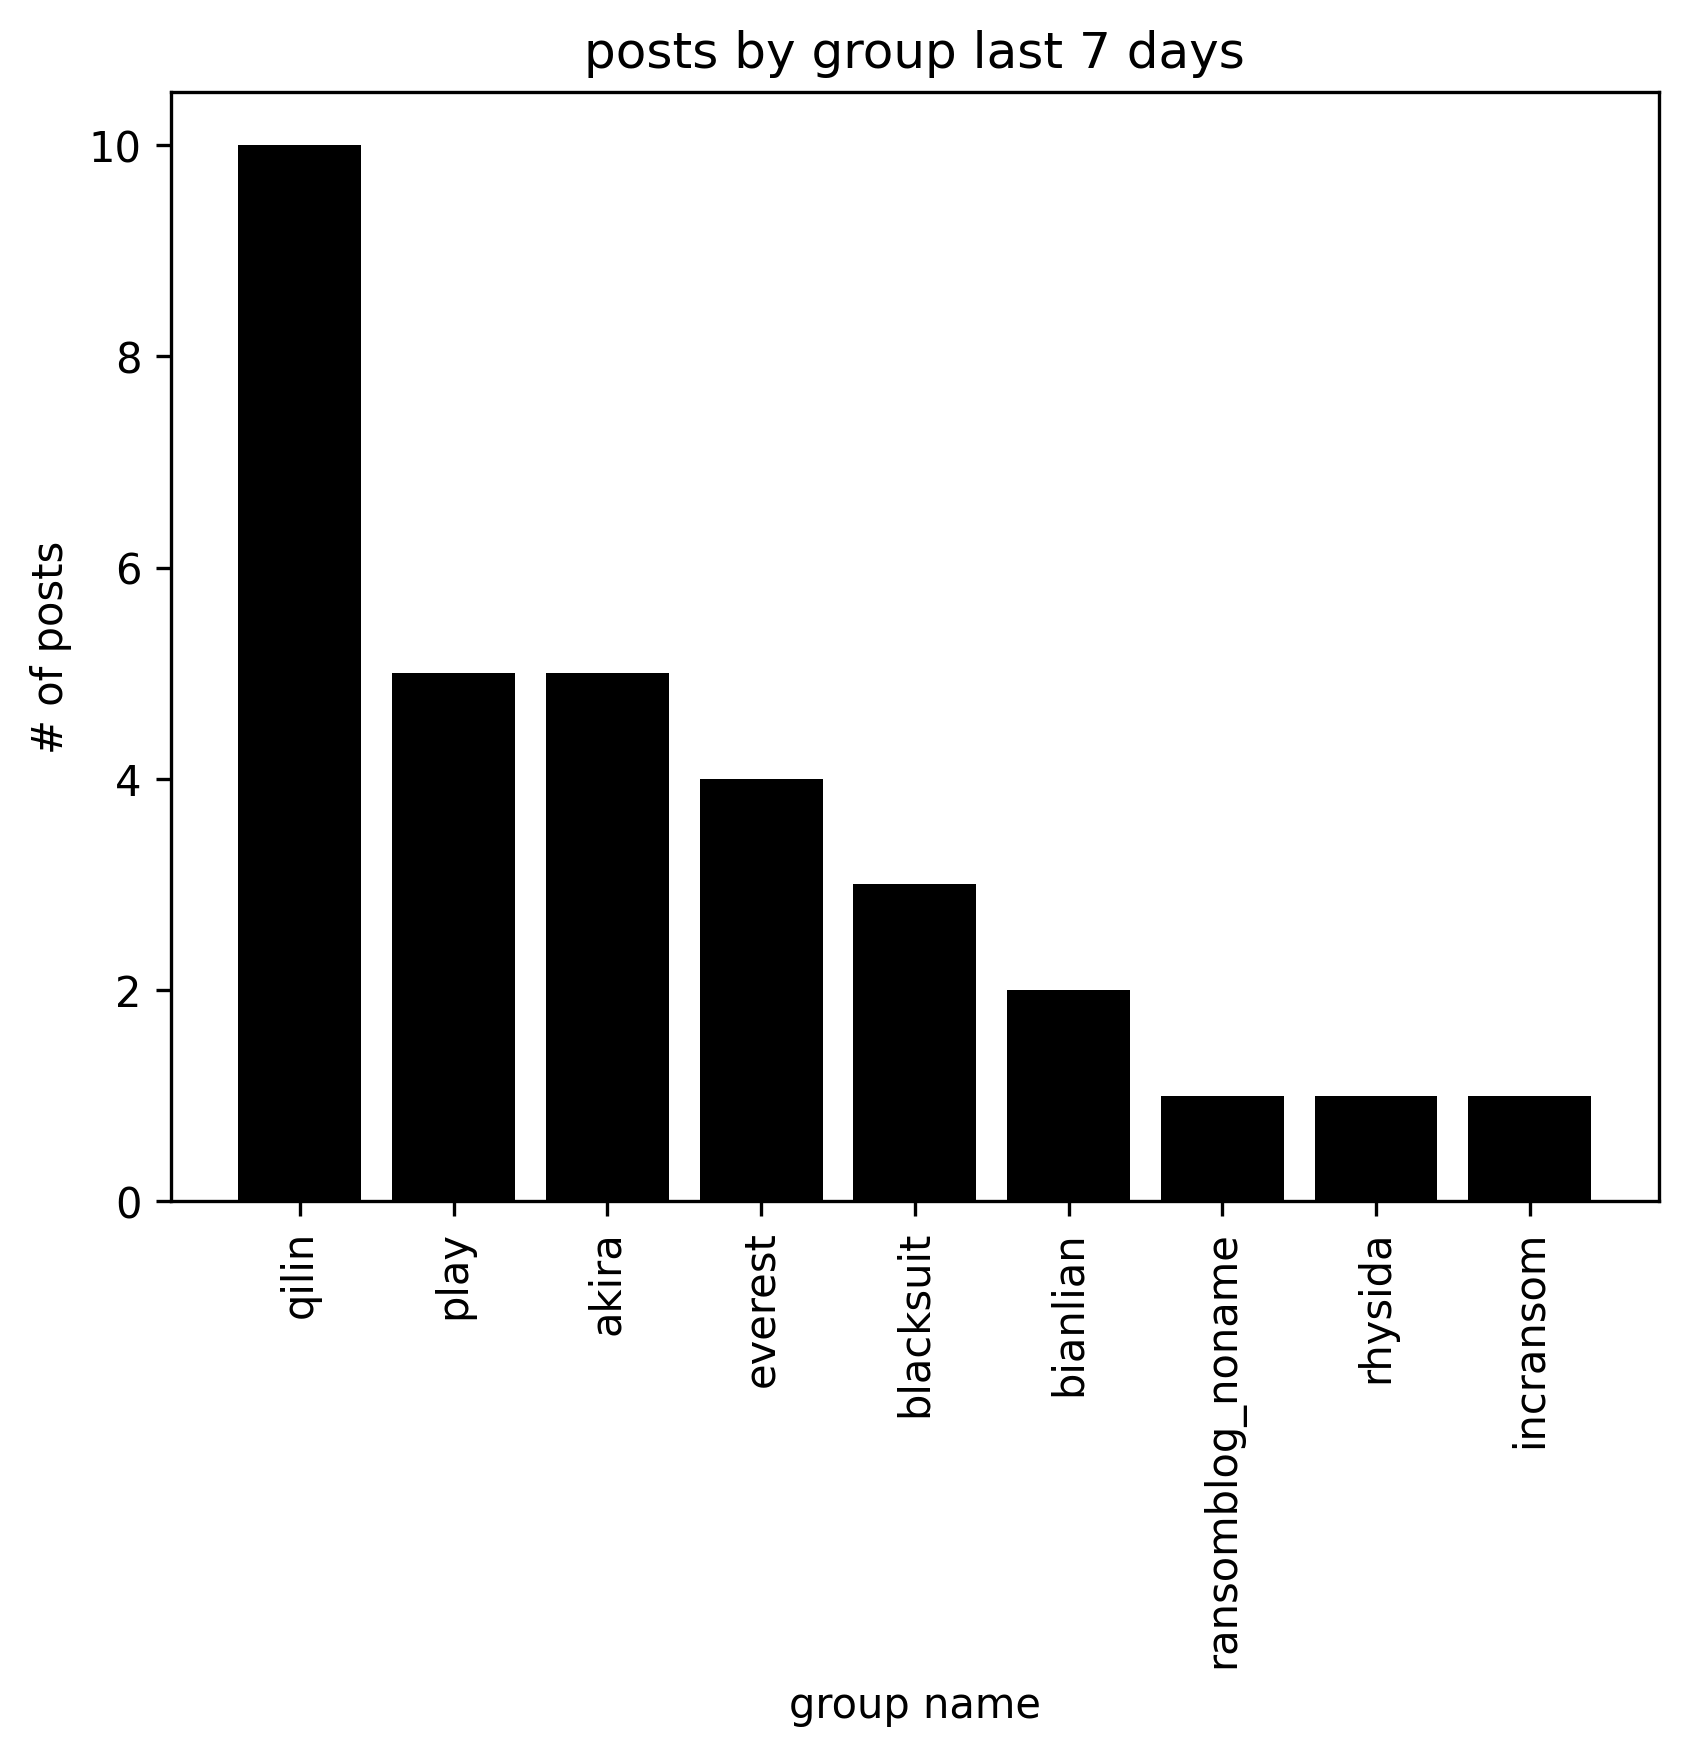 posts by group last 7 days
# of posts
10
8
6
4
2
0
qilin
play
akira
everest
blacksuit
bianlian
ransomblog_noname
rhysida
incransom
group name